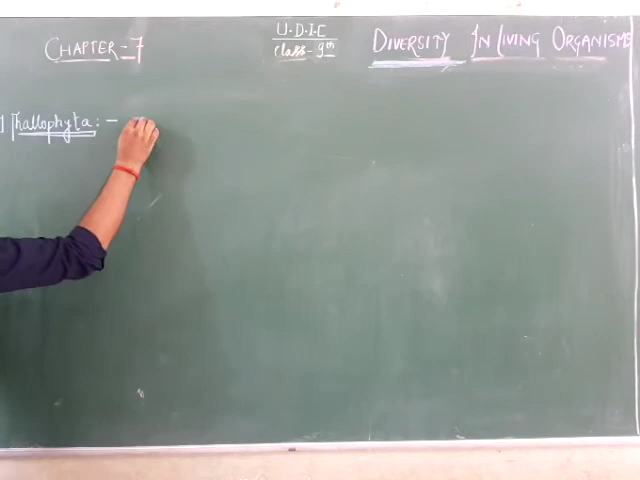 CHAPTER-7
U.D.I.C
class-9th
DIVERSITY IN LIVING ORGANISMS
Thallophyta:-